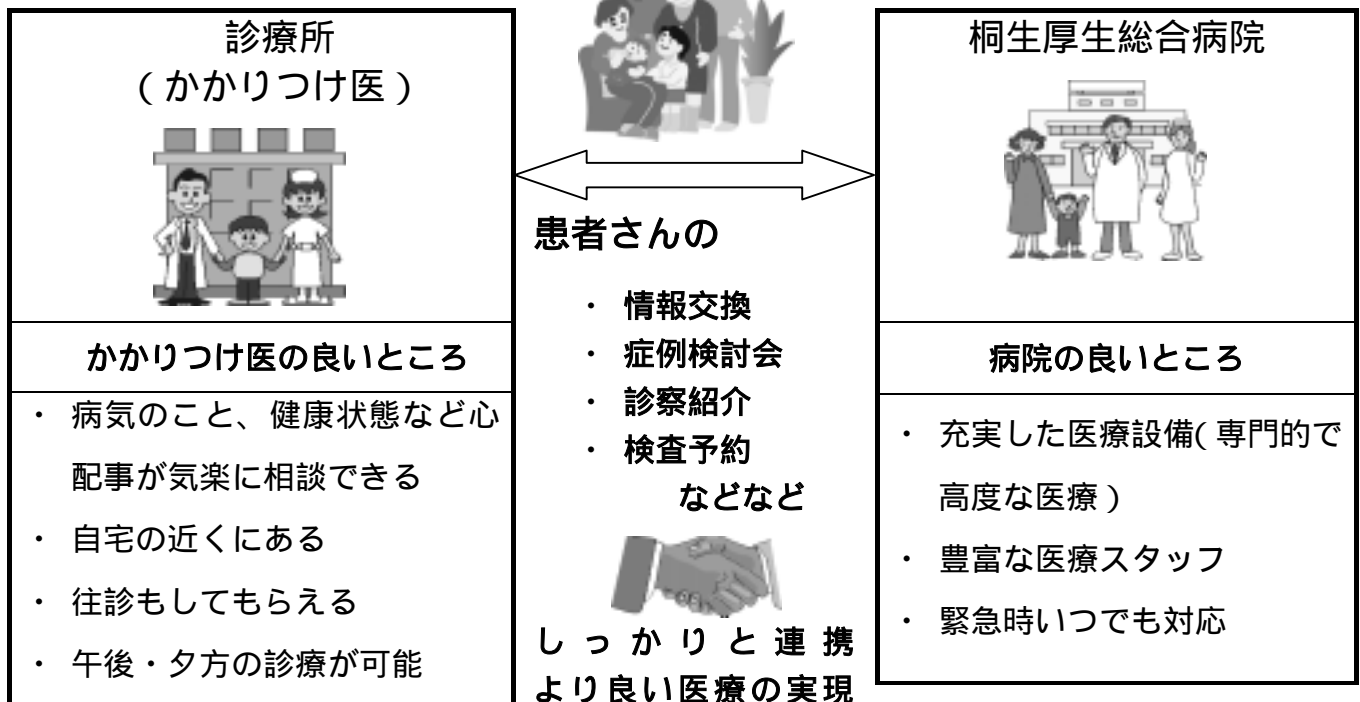 診療所
(かかりつけ医)
かかりつけ医の良いところ
・ 病気のこと、健康状態など心
配事が気楽に相談できる
・ 自宅の近くにある
・ 往診もしてもらえる
・ 午後・夕方の診療が可能
患者さんの
・ 情報交換
・ 症例検討会
・ 診察紹介
・ 検査予約
などなど
しっかりと連携
より良い医療の実現
桐生厚生総合病院
病院の良いところ
・ 充実した医療設備(専門的で
高度な医療)
・ 豊富な医療スタッフ
・ 緊急時いつでも対応